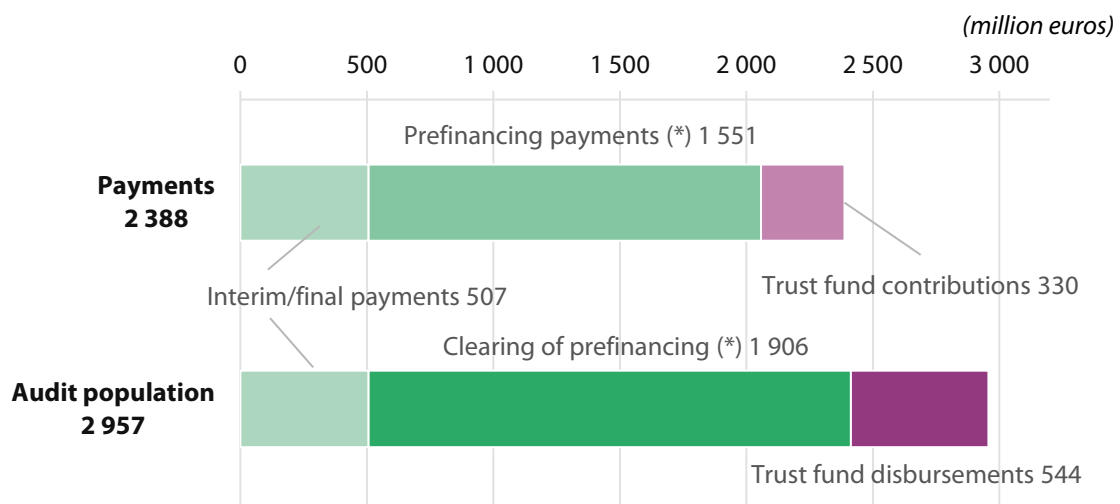 (million euros)
0 500 1 000 1 500 2 000 2 500 3 000
Prefinancing payments (*) 1 551
Payments
2 388
Trust fund contributions 330
Interim/final payments 507
Clearing of prefinancing (*) 1 906
Audit population
2 957
Trust fund disbursements 544